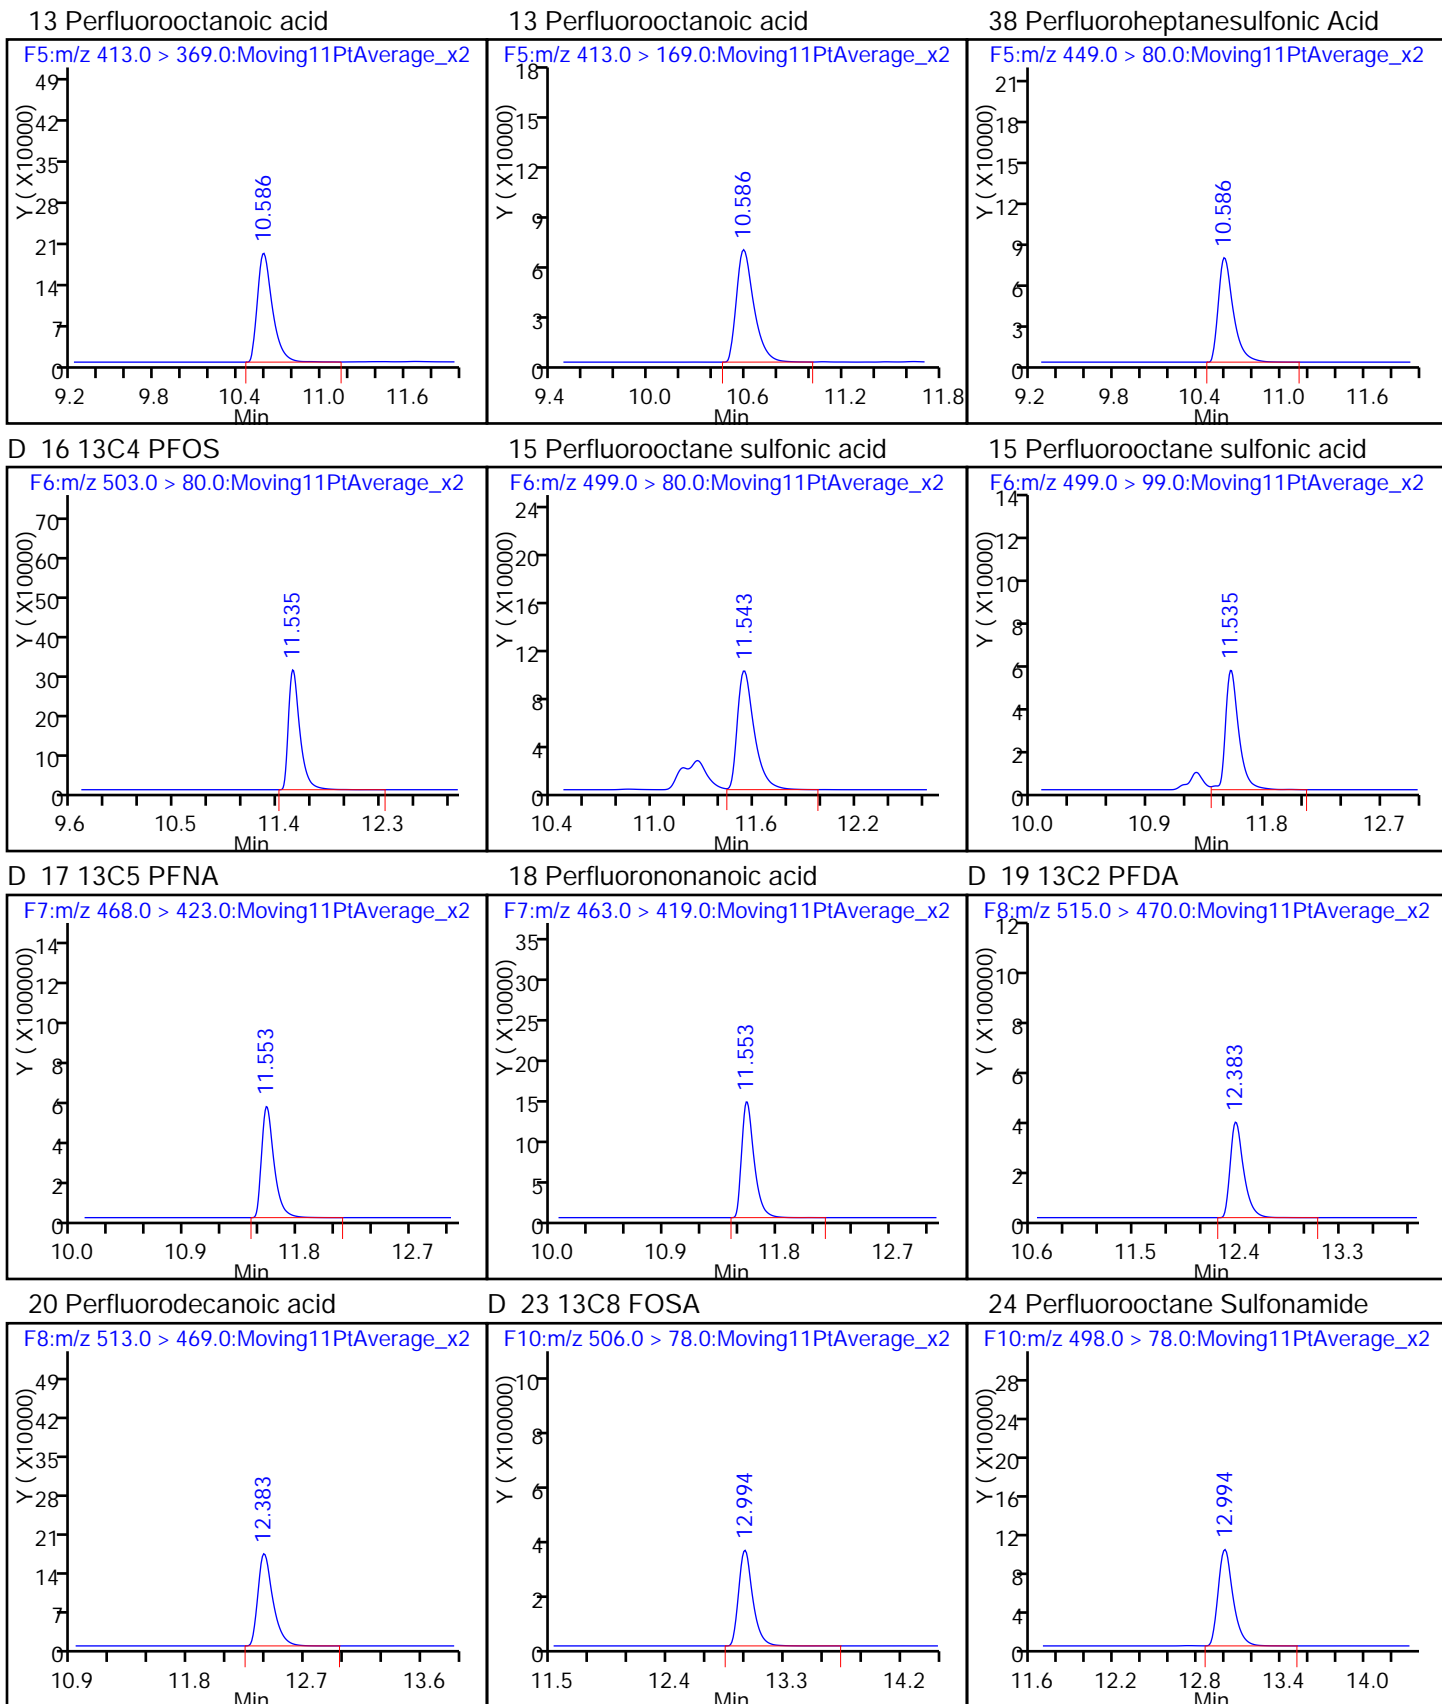 13 Perfluorooctanoic acid
F5:m/z 413.0 > 369.0:Moving11PtAverage_x2
Y ( X10000)
49
42
35
28
21
14
7
0
10.586
9.2 9.8 10.4 11.0 11.6
Min
13 Perfluorooctanoic acid
F5:m/z 413.0 > 169.0:Moving11PtAverage_x2
Y ( X10000)
18
15
12
9
6
3
0
10.586
9.4 10.0 10.6 11.2 11.8
Min
38 Perfluoroheptanesulfonic Acid
F5:m/z 449.0 > 80.0:Moving11PtAverage_x2
Y ( X10000)
21
18
15
12
9
6
3
0
10.586
9.2 9.8 10.4 11.0 11.6
Min
D 16 13C4 PFOS
F6:m/z 503.0 > 80.0:Moving11PtAverage_x2
Y ( X10000)
70
60
50
40
30
20
10
0
11.535
9.6 10.5 11.4 12.3
Min
15 Perfluorooctane sulfonic acid
F6:m/z 499.0 > 80.0:Moving11PtAverage_x2
Y ( X10000)
24
20
16
12
8
4
0
11.543
10.4 11.0 11.6 12.2
Min
15 Perfluorooctane sulfonic acid
F6:m/z 499.0 > 99.0:Moving11PtAverage_x2
Y ( X10000)
14
12
10
8
6
4
2
0
11.535
10.0 10.9 11.8 12.7
Min
D 17 13C5 PFNA
F7:m/z 468.0 > 423.0:Moving11PtAverage_x2
Y ( X100000)
14
12
10
8
6
4
2
0
11.553
10.0 10.9 11.8 12.7
Min
18 Perfluorononanoic acid
F7:m/z 463.0 > 419.0:Moving11PtAverage_x2
Y ( X10000)
35
30
25
20
15
10
5
0
11.553
10.0 10.9 11.8 12.7
Min
D 19 13C2 PFDA
F8:m/z 515.0 > 470.0:Moving11PtAverage_x2
Y ( X100000)
12
10
8
6
4
2
0
12.383
10.6 11.5 12.4 13.3
Min
20 Perfluorodecanoic acid
F8:m/z 513.0 > 469.0:Moving11PtAverage_x2
Y ( X10000)
49
42
35
28
21
14
7
0
12.383
10.9 11.8 12.7 13.6
Min
D 23 13C8 FOSA
F10:m/z 506.0 > 78.0:Moving11PtAverage_x2
Y ( X100000)
10
8
6
4
2
0
12.994
11.5 12.4 13.3 14.2
Min
24 Perfluorooctane Sulfonamide
F10:m/z 498.0 > 78.0:Moving11PtAverage_x2
Y ( X10000)
28
24
20
16
12
8
4
0
12.994
11.6 12.2 12.8 13.4 14.0
Min